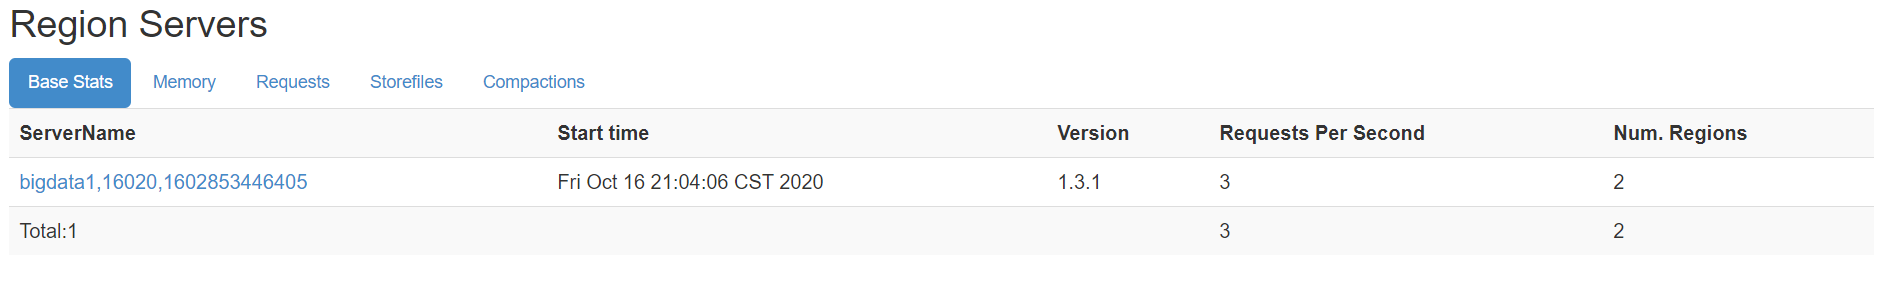 Region Servers
Base Stats Memory Requests Storefiles Compactions
ServerName Start time Version Requests Per Second Num. Regions
bigdata1,16020,1602853446405 Fri Oct 16 21:04:06 CST 2020 1.3.1 3 2
Total:1 3 2